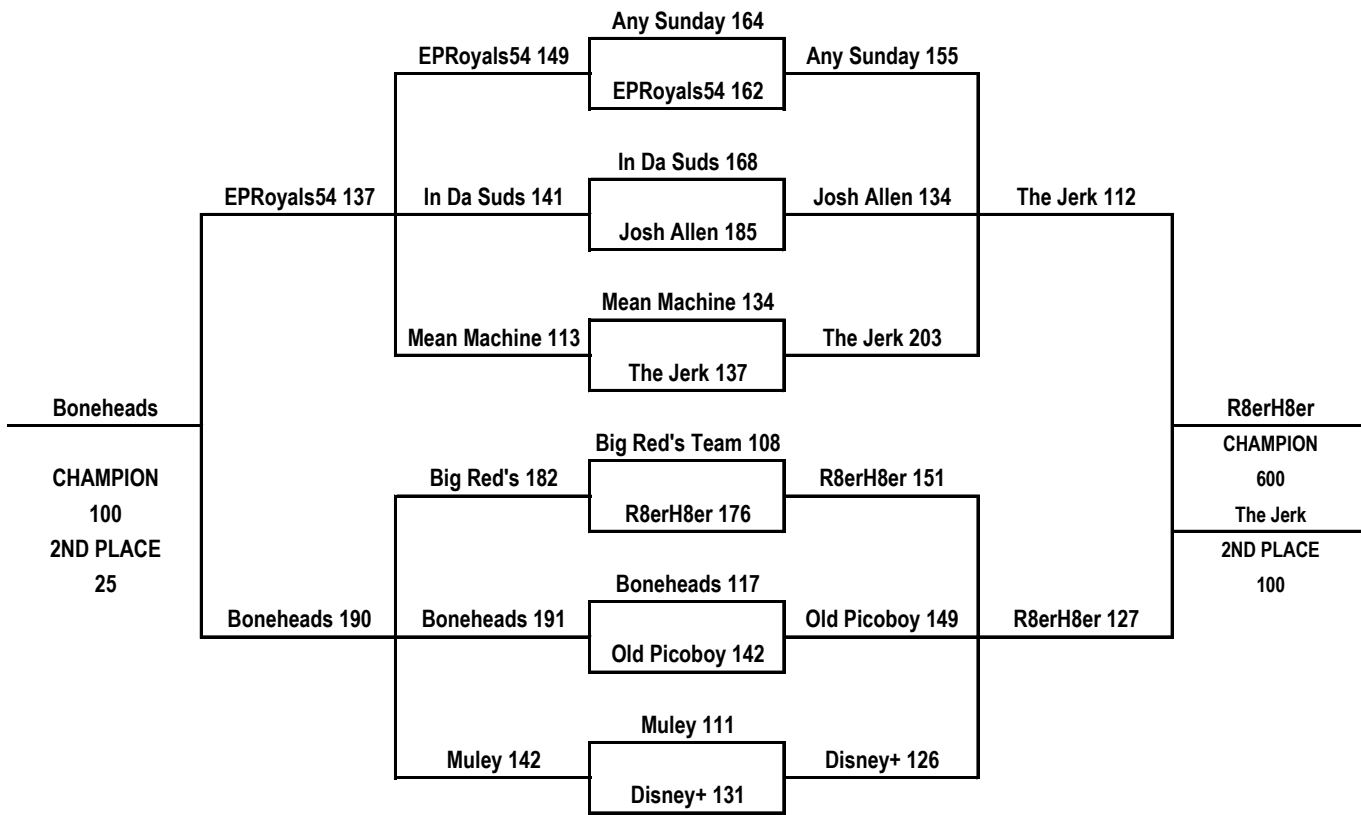 Any Sunday 164
EPRoyals54 149
Any Sunday 155
EPRoyals54 162
In Da Suds 168
EPRoyals54 137
In Da Suds 141
Josh Allen 134
The Jerk 112
Josh Allen 185
Mean Machine 134
Mean Machine 113
The Jerk 203
The Jerk 137
Boneheads
R8erH8er
Big Red's Team 108
CHAMPION
CHAMPION
Big Red's 182
R8erH8er 151
600
100
R8erH8er 176
The Jerk
2ND PLACE
2ND PLACE
25
Boneheads 117
100
Boneheads 190
Boneheads 191
Old Picoboy 149
R8erH8er 127
Old Picoboy 142
Muley 111
Muley 142
Disney+ 126
Disney+ 131